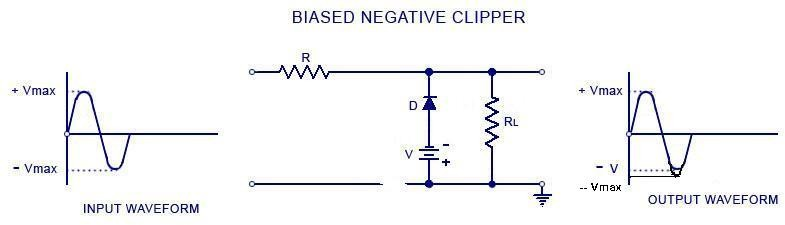 BIASED NEGATIVE CLIPPER
R
+ Vmax
- Vmax
INPUT WAVEFORM
D
V
-
+
RL
+ Vmax
- V
-- Vmax
OUTPUT WAVEFORM